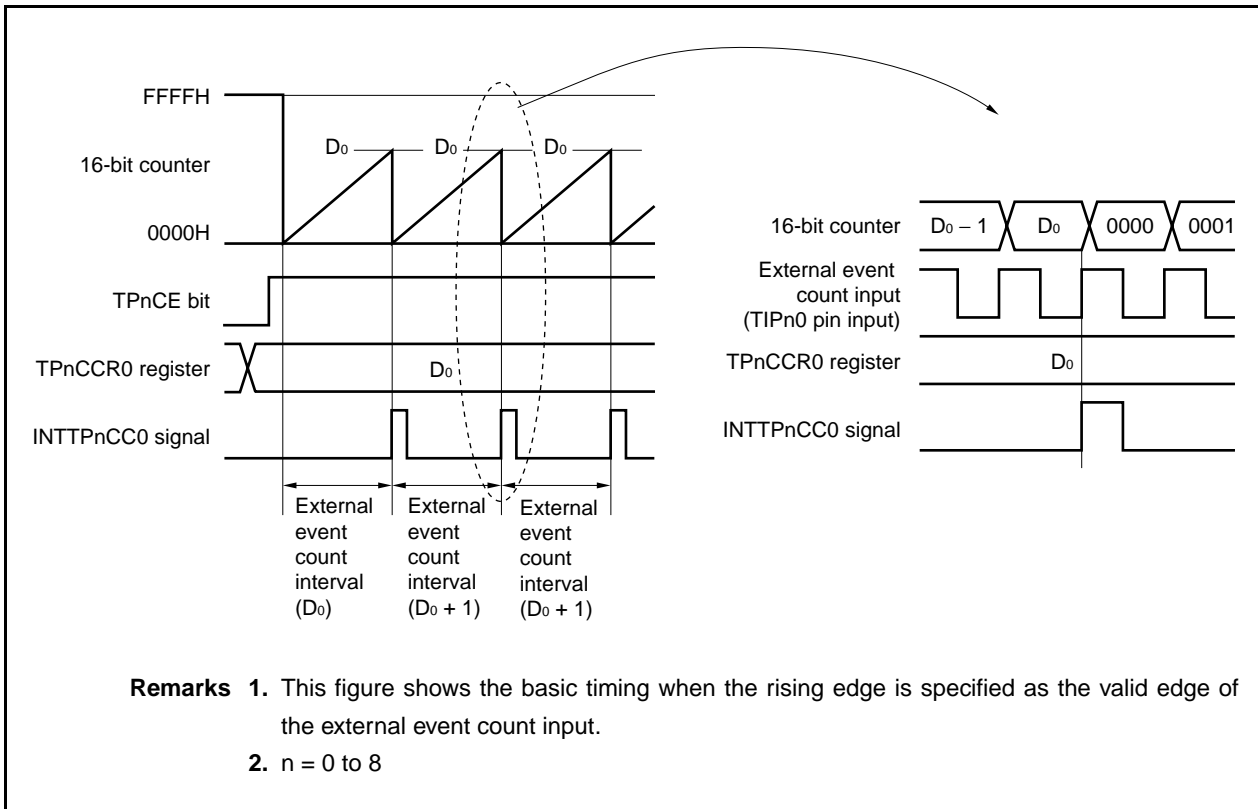 FFFFH
16-bit counter
0000H
D0 D0 D0
TPnCE bit
TPnCCR0 register
D0
INTTPnCC0 signal
External
event
count
interval
(D0)
External
event
count
interval
(D0 + 1)
External
event
count
interval
(D0 + 1)
16-bit counter
D0 – 1 D0 0000 0001
External event
count input
(TIPn0 pin input)
TPnCCR0 register
D0
INTTPnCC0 signal
Remarks 1. This figure shows the basic timing when the rising edge is specified as the valid edge of
the external event count input.
2. n = 0 to 8